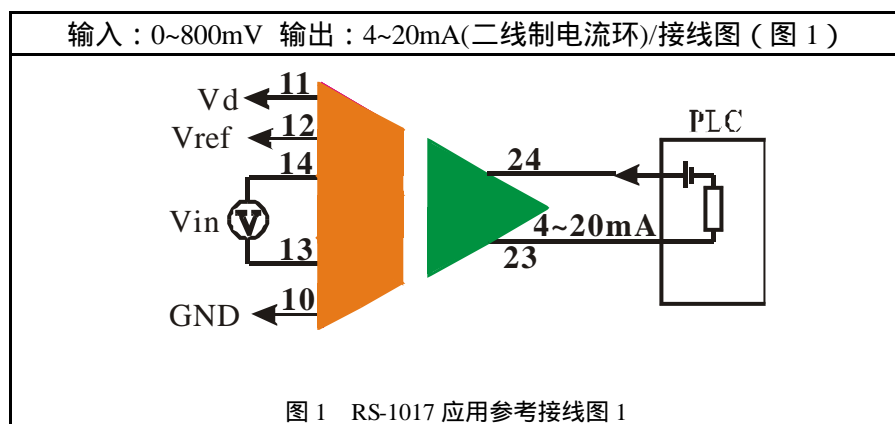 输入：0~800mV 输出：4~20mA(二线制电流环)/接线图（图 1）
Vd 11
Vref 12
PLC
14
24
Vin V
4~20mA
13
23
10
GND
图 1 RS-1017 应用参考接线图 1